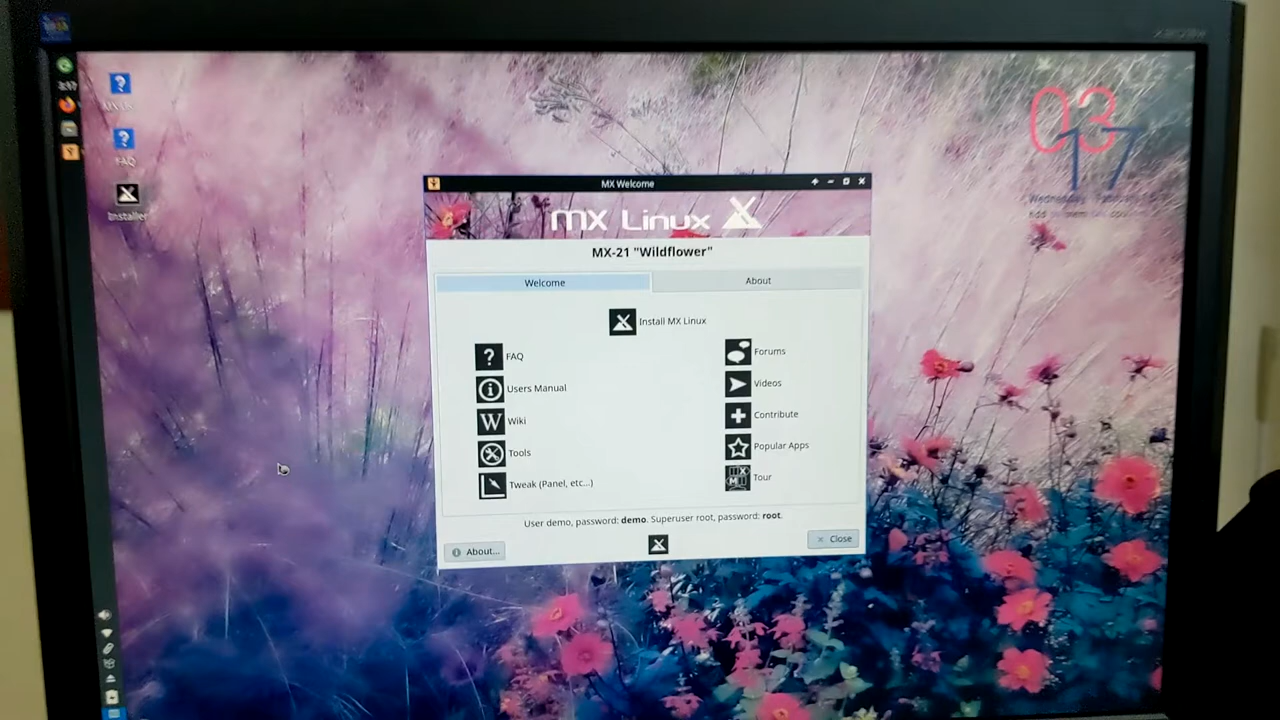 03
17
Wednesday
FAQ
Installer
MX Welcome
MX Linux
MX-21 "Wildflower"
Welcome
About
Install MX Linux
? FAQ
Forums
Users Manual
Videos
W Wiki
Contribute
Tools
Popular Apps
Tweak (Panel, etc...)
Tour
User demo, password: demo. Superuser root, password: root.
About...
Close